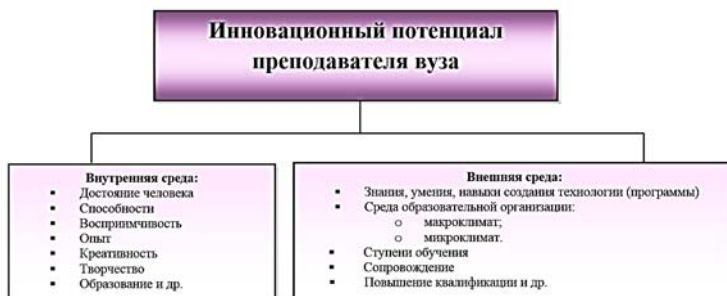 Инновационный потенциал
преподавателя вуза
Внутренняя среда:
▪ Достояние человека
▪ Способности
▪ Восприимчивость
▪ Опыт
▪ Креативность
▪ Творчество
▪ Образование и др.
Внешняя среда:
▪ Знания, умения, навыки создания технологии (программы)
▪ Среда образовательной организации:
o макроклимат;
o микроклимат.
▪ Ступени обучения
▪ Сопровождение
▪ Повышение квалификации и др.